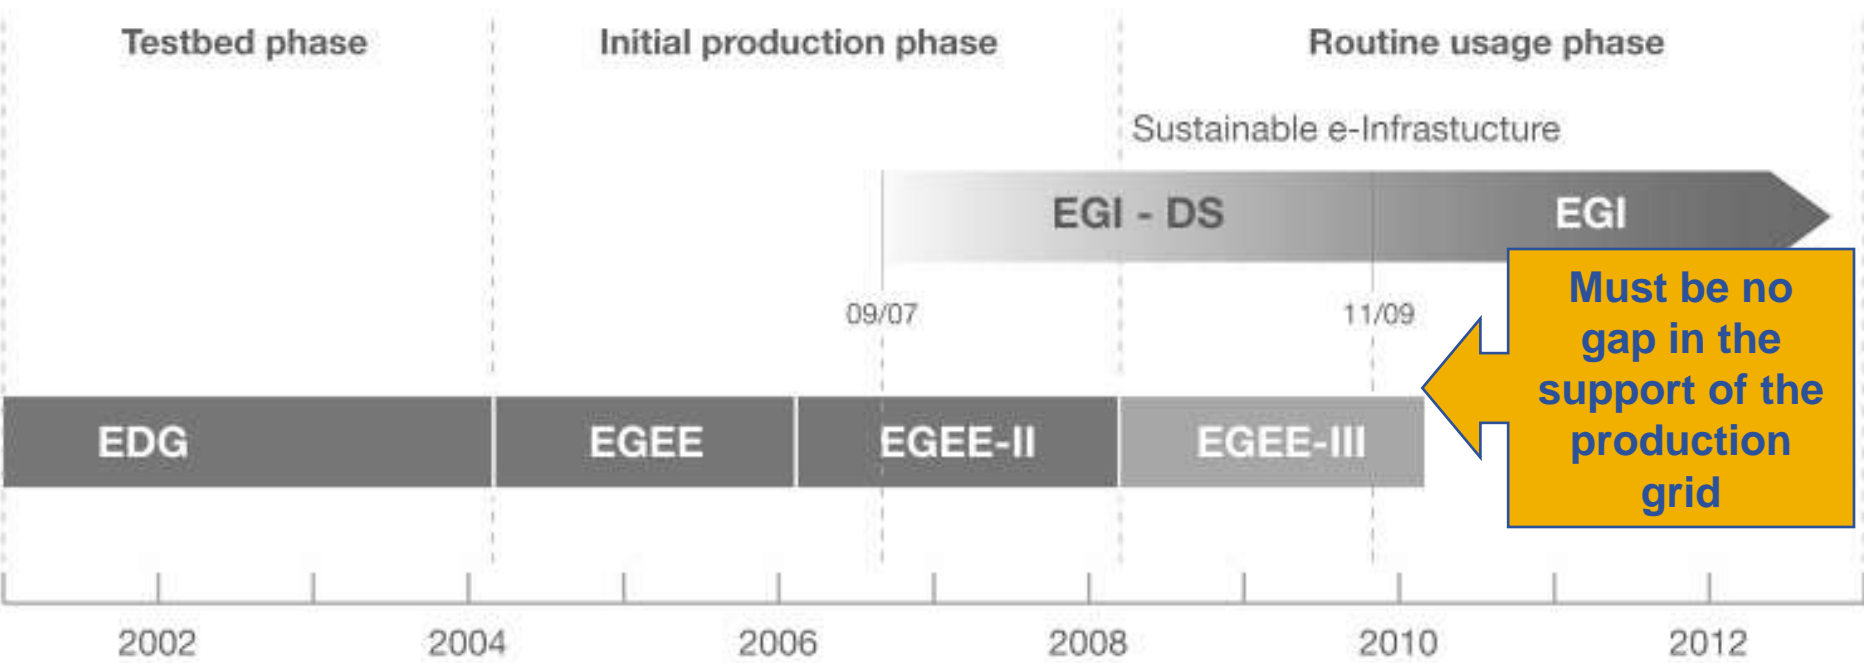 Testbed phase
Initial production phase
Routine usage phase
Sustainable e-Infrastucture
EGI - DS
EGI
09/07
11/09
Must be no
gap in the
support of the
production
grid
EDG
EGEE
EGEE-II
EGEE-III
2002
2004
2006
2008
2010
2012